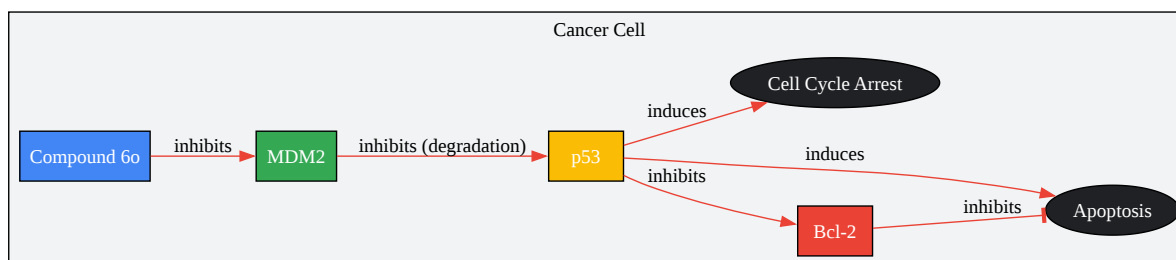 Cancer Cell
Cell Cycle Arrest
induces
Compound 6o
inhibits
MDM2
inhibits (degradation)
p53
induces
inhibits
Bcl-2
inhibits
Apoptosis